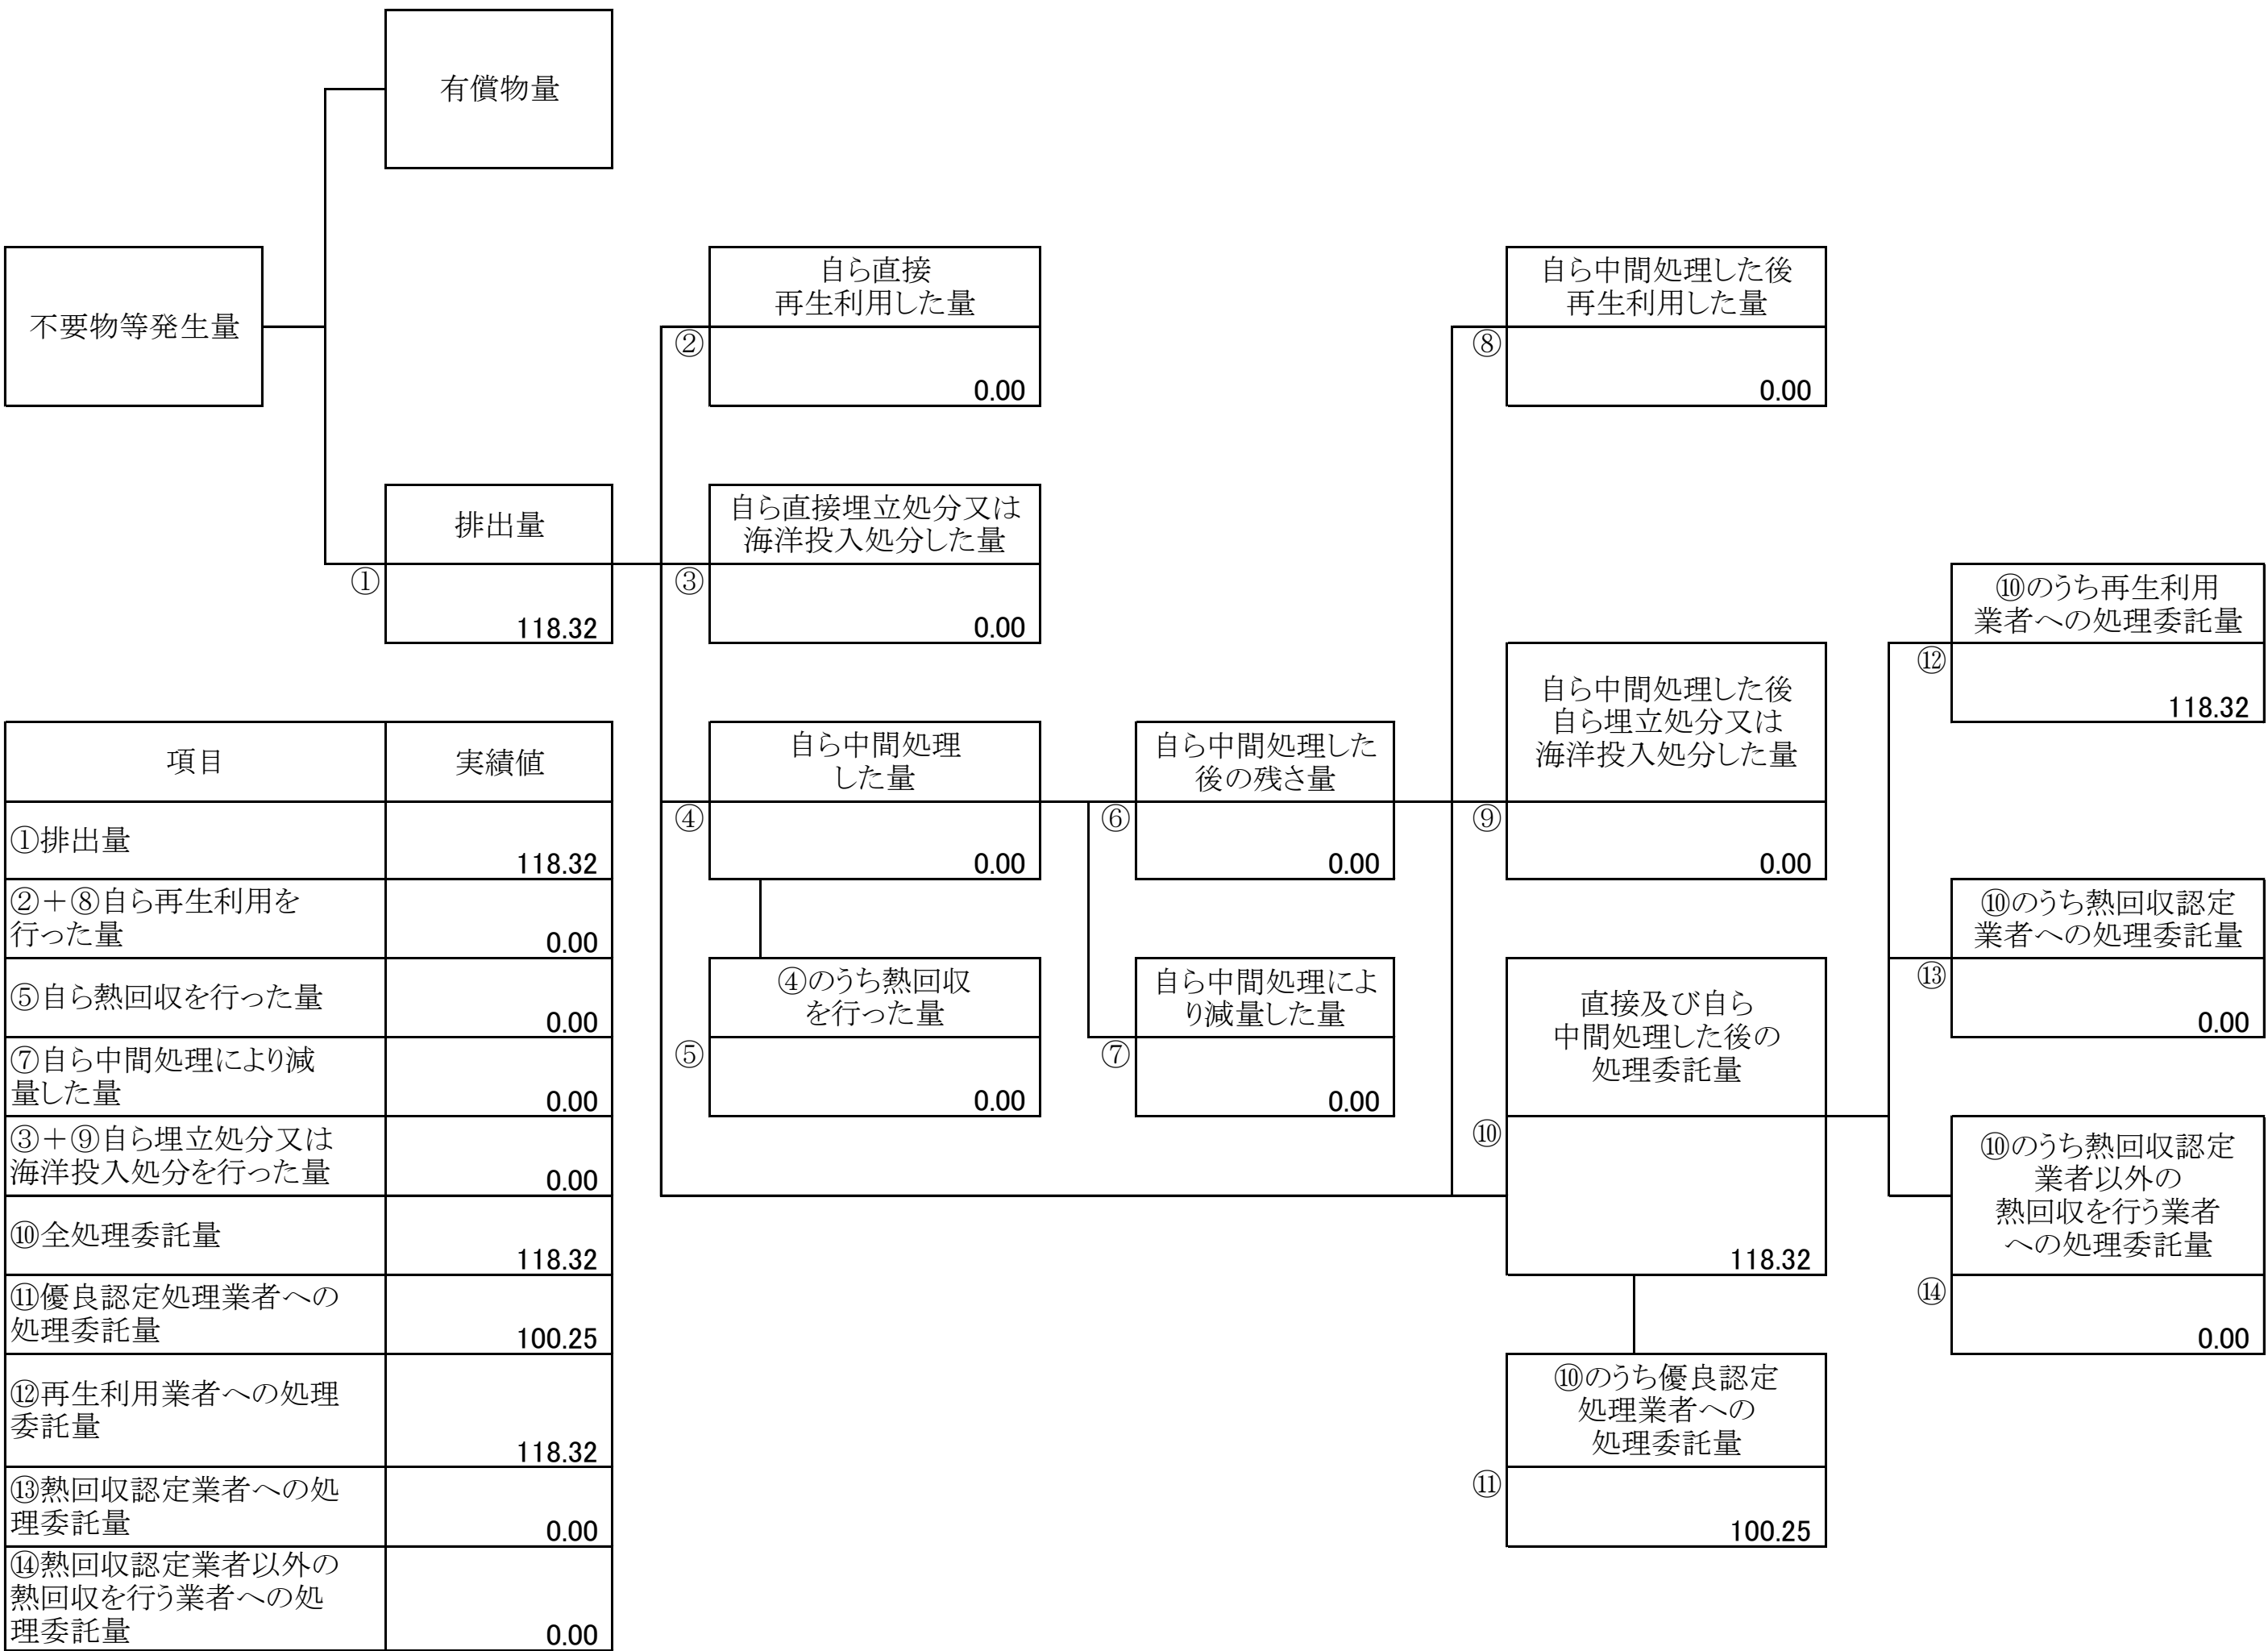 有償物量
不要物等発生量
自ら直接
再生利用した量
②
0.00
自ら中間処理した後
再生利用した量
⑧
0.00
排出量
①
118.32
自ら直接埋立処分又は
海洋投入処分した量
③
0.00
⑩のうち再生利用
業者への処理委託量
⑫
118.32
自ら中間処理
した量
④
0.00
自ら中間処理した
後の残さ量
⑥
0.00
自ら中間処理した後
自ら埋立処分又は
海洋投入処分した量
⑨
0.00
④のうち熱回収
を行った量
⑤
0.00
自ら中間処理によ
り減量した量
⑦
0.00
直接及び自ら
中間処理した後の
処理委託量
⑩
118.32
⑩のうち熱回収認定
業者への処理委託量
⑬
0.00
⑩のうち熱回収認定
業者以外の
熱回収を行う業者
への処理委託量
⑭
0.00
⑩のうち優良認定
処理業者への
処理委託量
⑪
100.25
項目 実績値
①排出量
118.32
②＋⑧自ら再生利用を
行った量
0.00
⑤自ら熱回収を行った量
0.00
⑦自ら中間処理により減
量した量
0.00
③＋⑨自ら埋立処分又は
海洋投入処分を行った量
0.00
⑩全処理委託量
118.32
⑪優良認定処理業者への
処理委託量
100.25
⑫再生利用業者への処理
委託量
118.32
⑬熱回収認定業者への処
理委託量
0.00
⑭熱回収認定業者以外の
熱回収を行う業者への処
理委託量
0.00